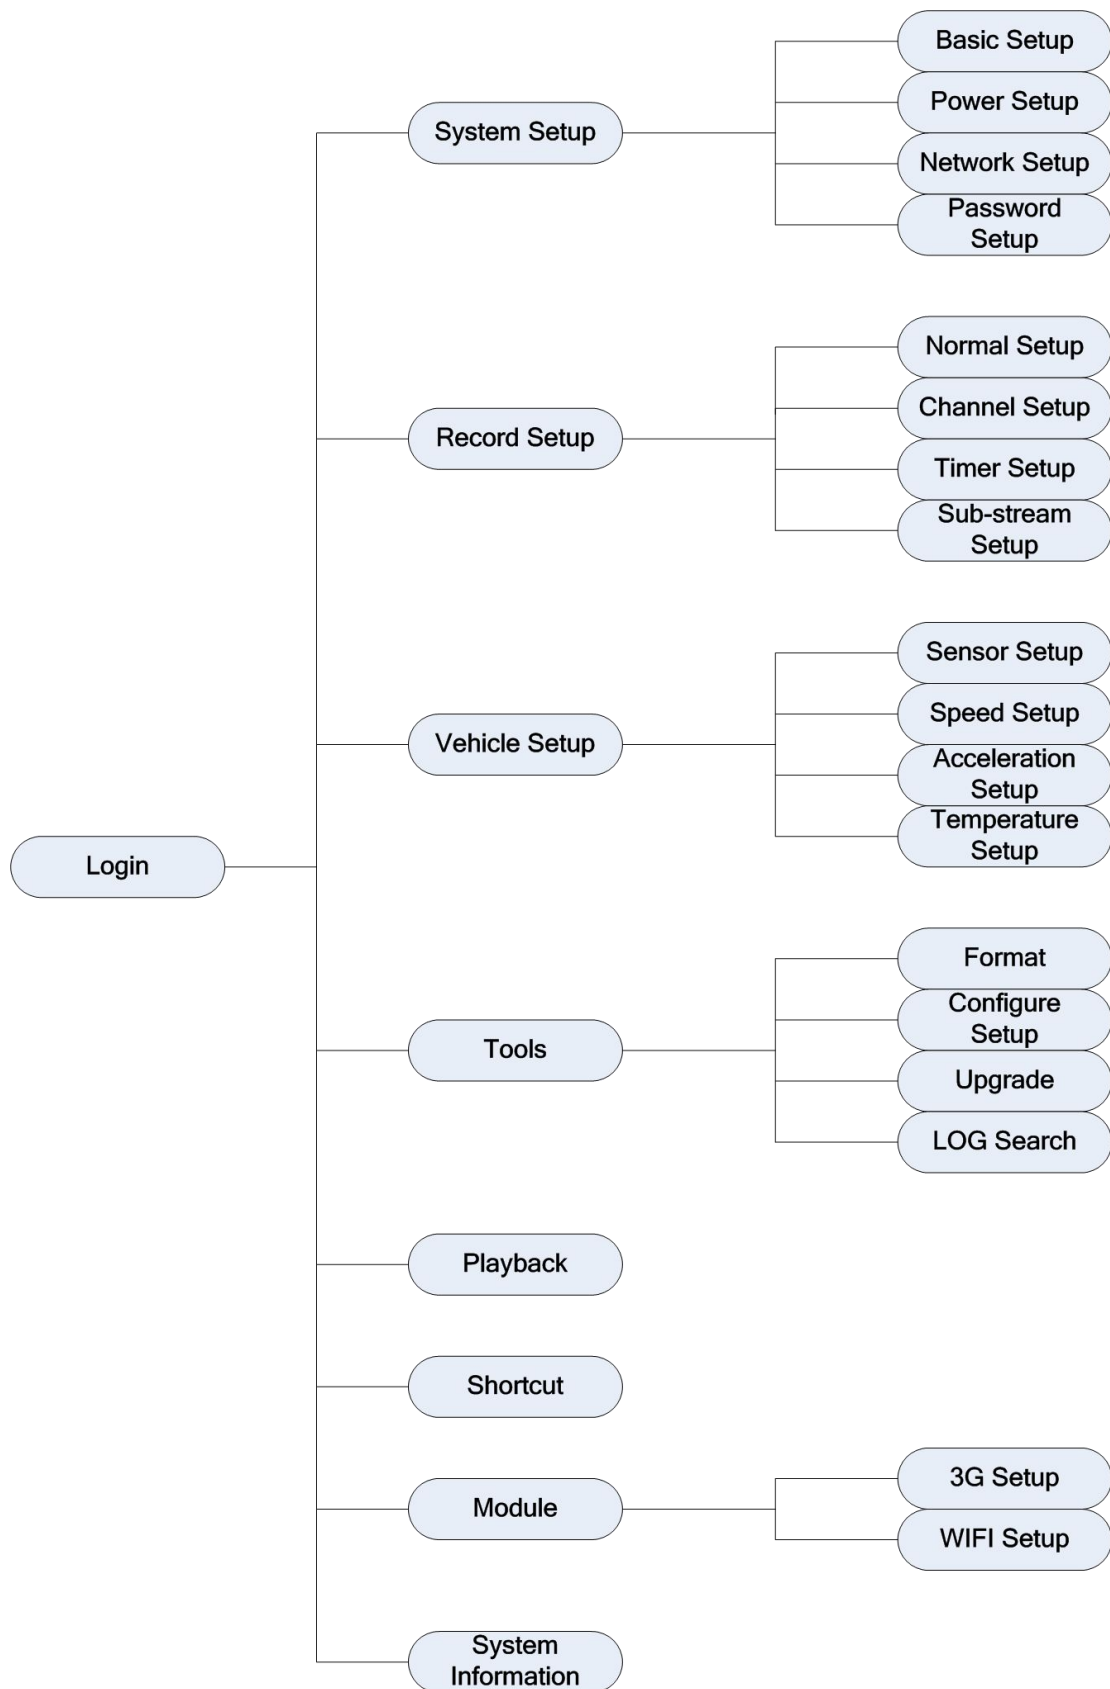 Basic Setup
Power Setup
System Setup
Network Setup
Password
Setup
Normal Setup
Channel Setup
Record Setup
Timer Setup
Sub-stream
Setup
Sensor Setup
Speed Setup
Vehicle Setup
Acceleration
Setup
Temperature
Setup
Login
Format
Configure
Setup
Tools
Upgrade
LOG Search
Playback
Shortcut
3G Setup
Module
WIFI Setup
System
Information